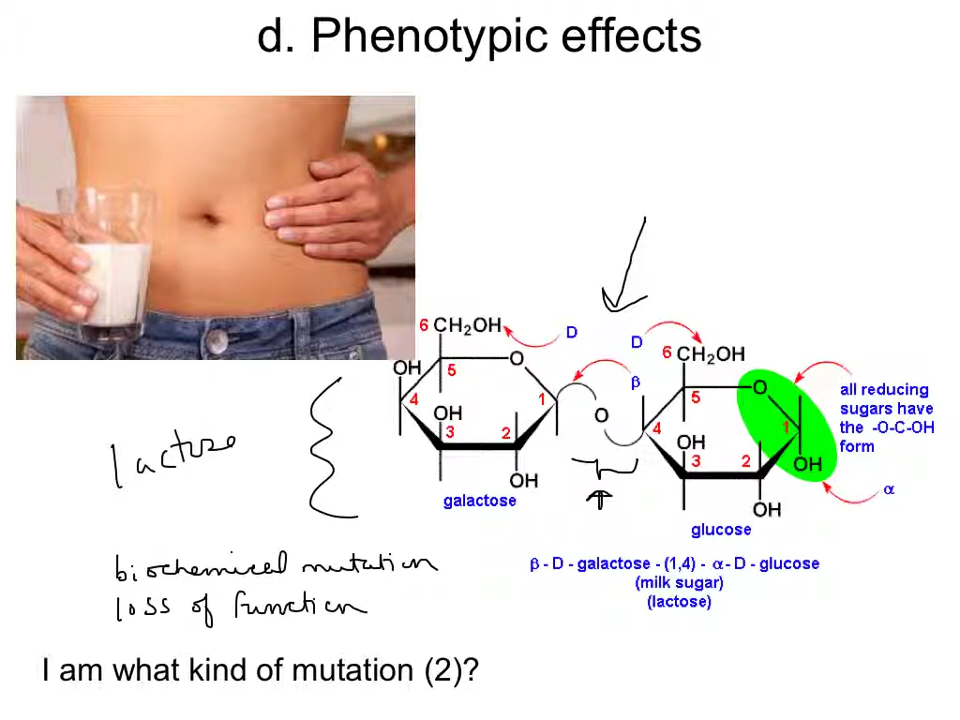 d. Phenotypic effects
6 CH₂OH
D
D
6 CH₂OH
OH
5
O
β
5
O
all reducing
sugars have
the -O-C-OH
form
4
OH
1
O
3
2
4
OH
1
3
2
OH
OH
α
OH
galactose
glucose
lactose
β - D - galactose - (1,4) - α - D - glucose
(milk sugar)
(lactose)
biochemical mutation
loss of function
I am what kind of mutation (2)?